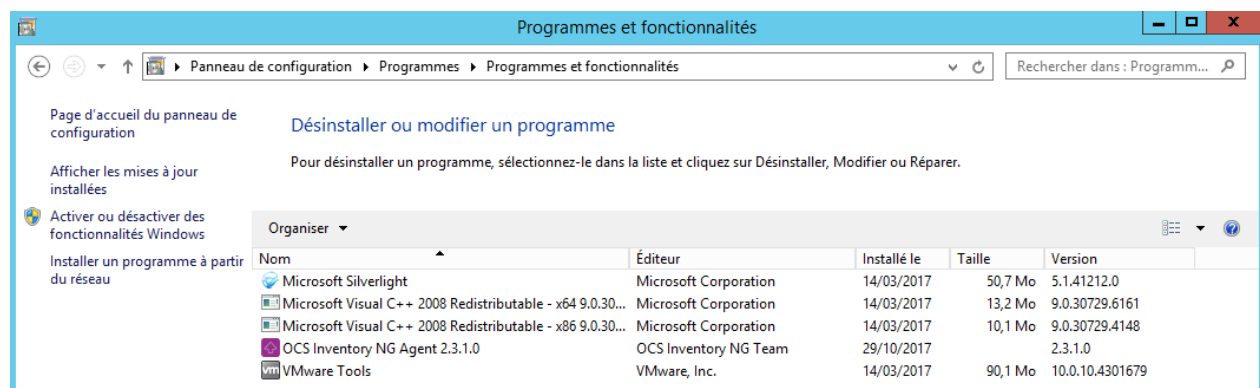 Programmes et fonctionnalités
Panneau de configuration Programmes Programmes et fonctionnalités
Rechercher dans : Programm...
Page d'accueil du panneau de
configuration
Afficher les mises à jour
installées
Activer ou désactiver des
fonctionnalités Windows
Installer un programme à partir
du réseau
Désinstaller ou modifier un programme
Pour désinstaller un programme, sélectionnez-le dans la liste et cliquez sur Désinstaller, Modifier ou Réparer.
Organiser
Nom Éditeur Installé le Taille Version
Microsoft Silverlight Microsoft Corporation 14/03/2017 50,7 Mo 5.1.41212.0
Microsoft Visual C++ 2008 Redistributable - x64 9.0.30... Microsoft Corporation 14/03/2017 13,2 Mo 9.0.30729.6161
Microsoft Visual C++ 2008 Redistributable - x86 9.0.30... Microsoft Corporation 14/03/2017 10,1 Mo 9.0.30729.4148
OCS Inventory NG Agent 2.3.1.0 OCS Inventory NG Team 29/10/2017 2.3.1.0
vm VMware Tools VMware, Inc. 14/03/2017 90,1 Mo 10.0.10.4301679